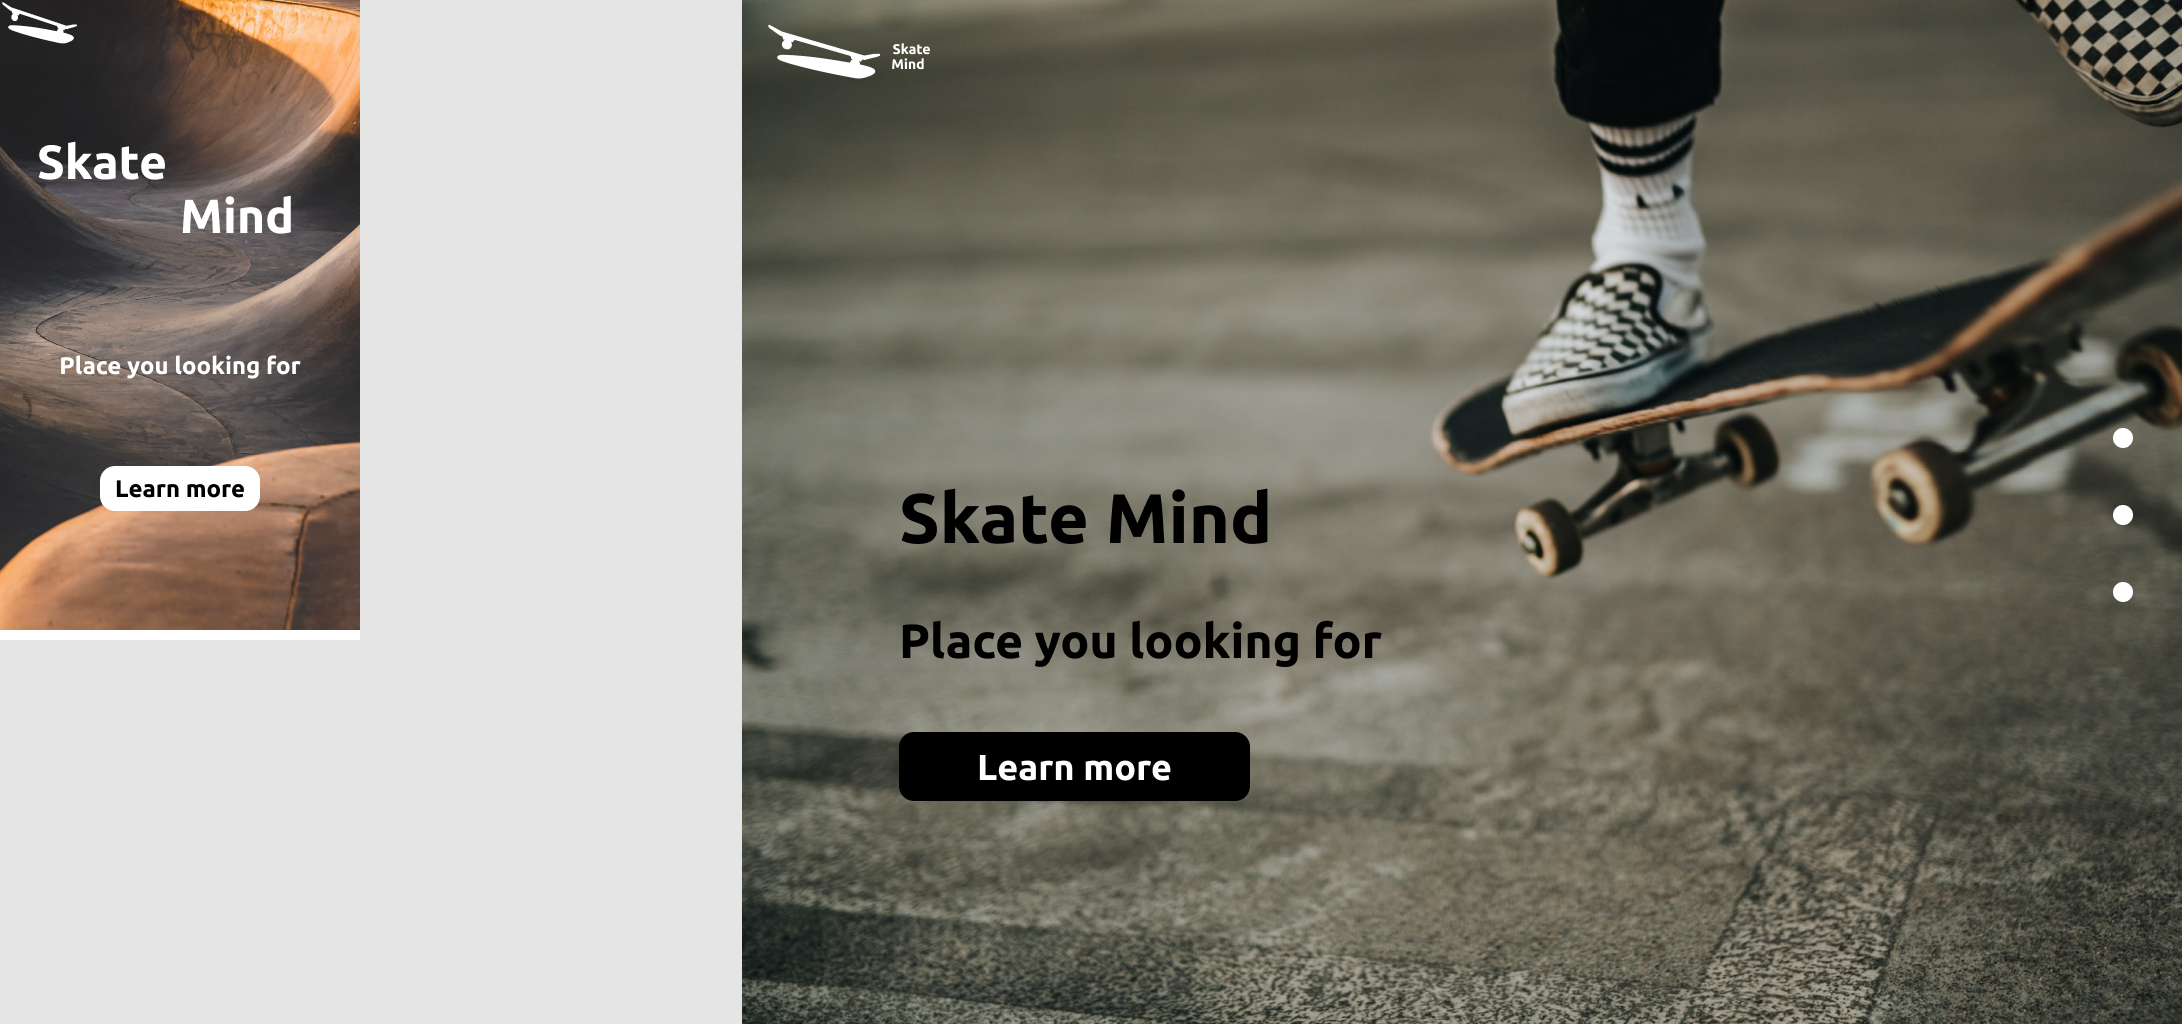 Skate
Mind
Place you looking for
Learn more
Skate
Mind
Skate Mind
Place you looking for
Learn more